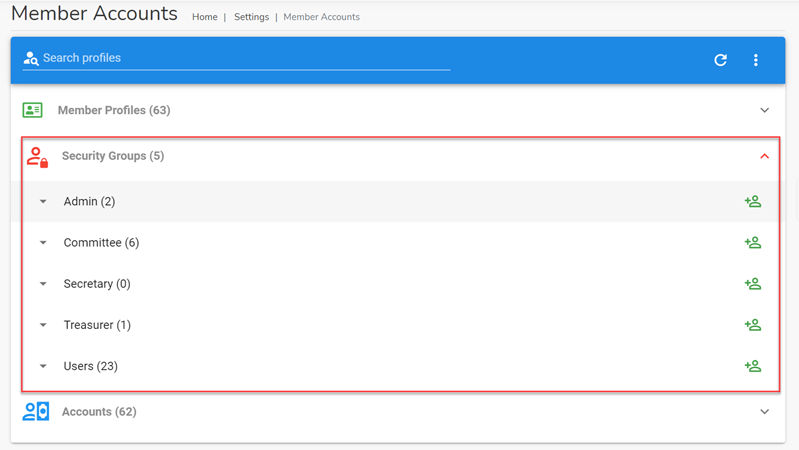 Member Accounts Home | Settings | Member Accounts
Search profiles
Member Profiles (63)
Security Groups (5)
Admin (2)
Committee (6)
Secretary (0)
Treasurer (1)
Users (23)
Accounts (62)